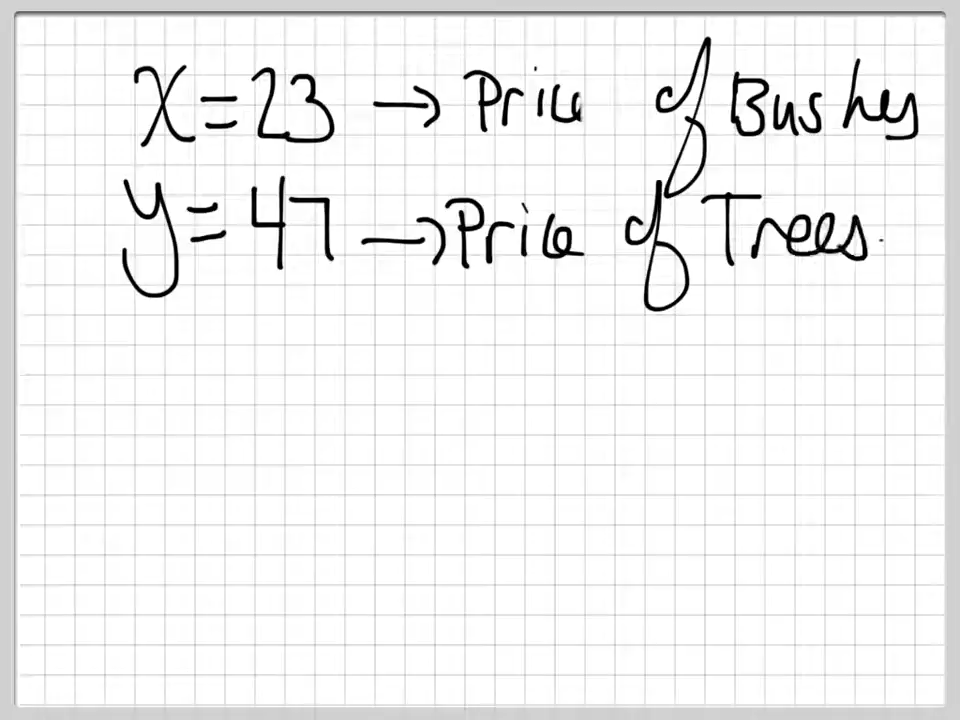 x = 23 → Price of Bushes
y = 47 → Price of Trees.